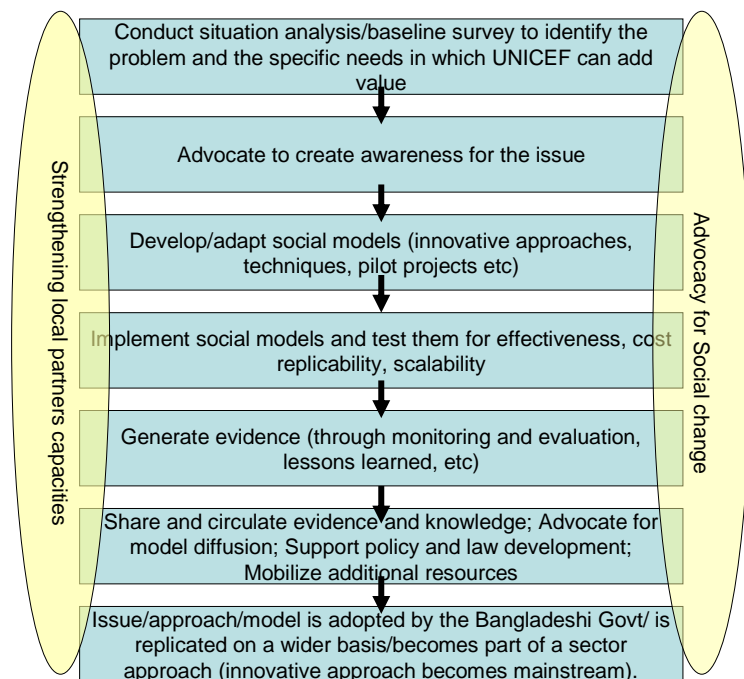 Conduct situation analysis/baseline survey to identify the
problem and the specific needs in which UNICEF can add
value
Advocate to create awareness for the issue
Develop/adapt social models (innovative approaches,
techniques, pilot projects etc)
Implement social models and test them for effectiveness, cost
replicability, scalability
Generate evidence (through monitoring and evaluation,
lessons learned, etc)
Share and circulate evidence and knowledge; Advocate for
model diffusion; Support policy and law development;
Mobilize additional resources
Issue/approach/model is adopted by the Bangladeshi Govt/ is
replicated on a wider basis/becomes part of a sector
approach (innovative approach becomes mainstream).
Strengthening local partners capacities
Advocacy for Social change